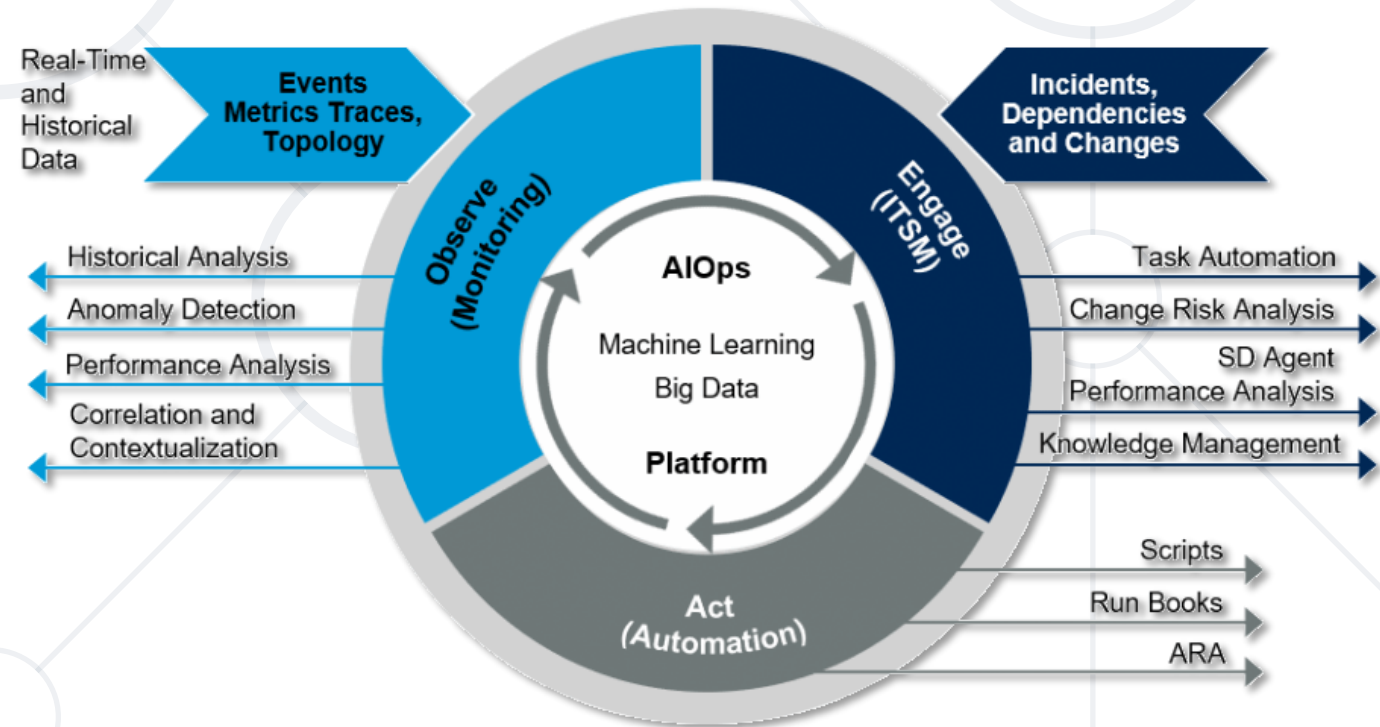 Real-Time
and
Historical
Data
Events
Metrics Traces,
Topology
Incidents,
Dependencies
and Changes
Observe
(Monitoring)
Engage
(ITSM)
Historical Analysis
Anomaly Detection
Performance Analysis
Correlation and
Contextualization
AIOps
Machine Learning
Big Data
Platform
Task Automation
Change Risk Analysis
SD Agent
Performance Analysis
Knowledge Management
Act
(Automation)
Scripts
Run Books
ARA